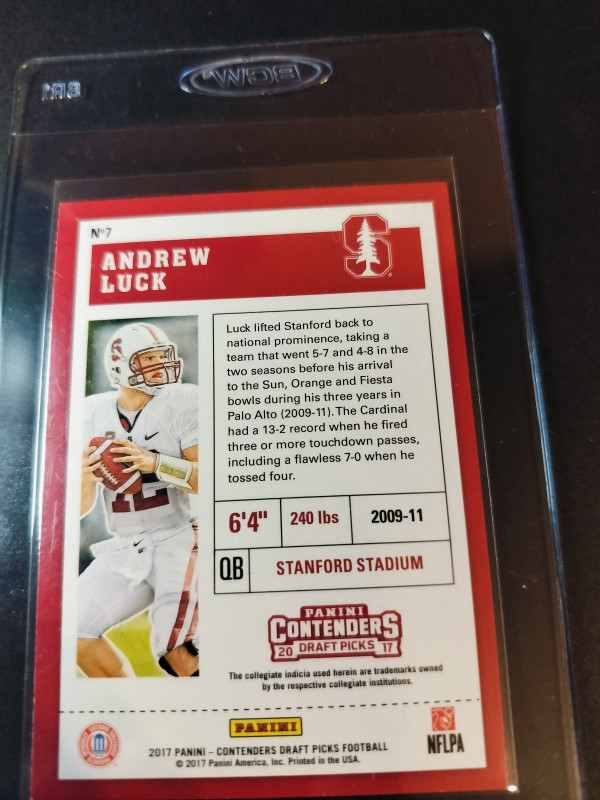 BCW
Nº7
ANDREW
LUCK
S
Luck lifted Stanford back to
national prominence, taking a
team that went 5-7 and 4-8 in the
two seasons before his arrival
to the Sun, Orange and Fiesta
bowls during his three years in
Palo Alto (2009-11). The Cardinal
had a 13-2 record when he fired
three or more touchdown passes,
including a flawless 7-0 when he
tossed four.
12
6'4" 240 lbs 2009-11
QB STANFORD STADIUM
PANINI
CONTENDERS
20 DRAFT PICKS 17
The collegiate indicia used herein are trademarks owned
by the respective collegiate institutions.
PANINI
NFLPA
2017 PANINI – CONTENDERS DRAFT PICKS FOOTBALL
© 2017 Panini America, Inc. Printed in the USA.